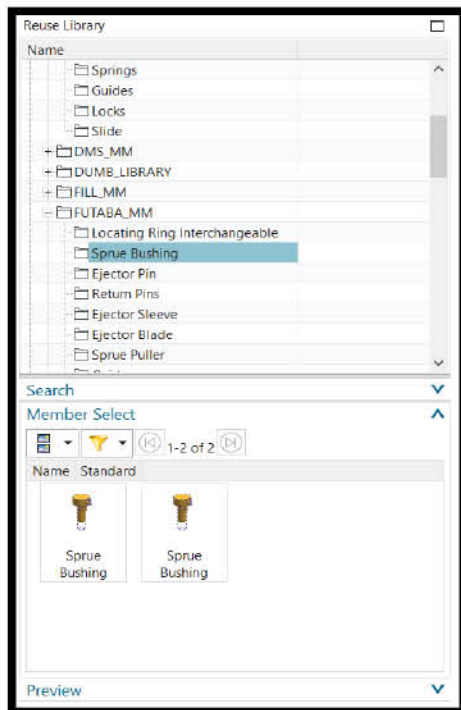 Reuse Library
Name
Springs
Guides
Locks
Slide
DMS_MM
DUMB_LIBRARY
FILL_MM
FUTABA_MM
Locating Ring Interchangeable
Sprue Bushing
Ejector Pin
Return Pins
Ejector Sleeve
Ejector Blade
Sprue Puller
Search
Member Select
1-2 of 2
Name Standard
Sprue Sprue
Bushing Bushing
Preview